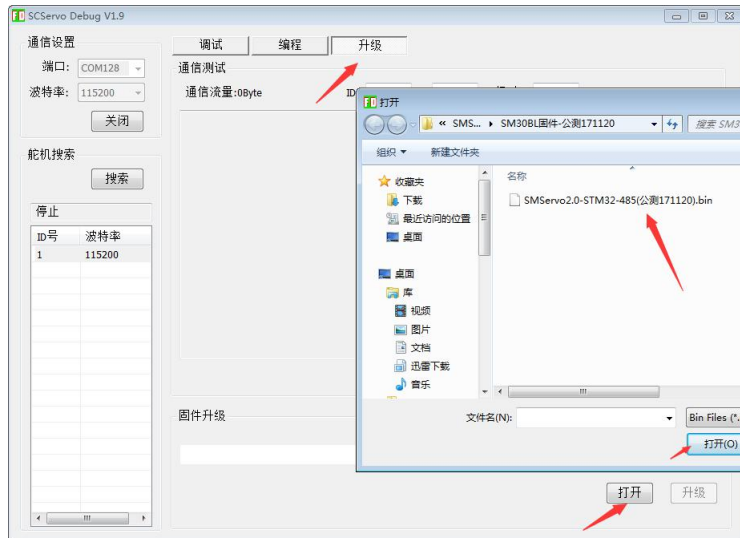 SCServo Debug V1.9
通信设置
端口: COM128
波特率: 115200
关闭
舵机搜索
搜索
停止
ID号 波特率
1 115200
调试 编程 升级
通信测试
通信流量:0Byte
ID
打开
« SMS... ▸ SM30BL固件-公测171120
搜索 SM3
组织 新建文件夹
收藏夹
下载
最近访问的位置
桌面
桌面
库
视频
图片
文档
迅雷下载
音乐
名称
SMServo2.0-STM32-485(公测171120).bin
文件名(N):
Bin Files (*.
打开(O)
固件升级
打开 升级